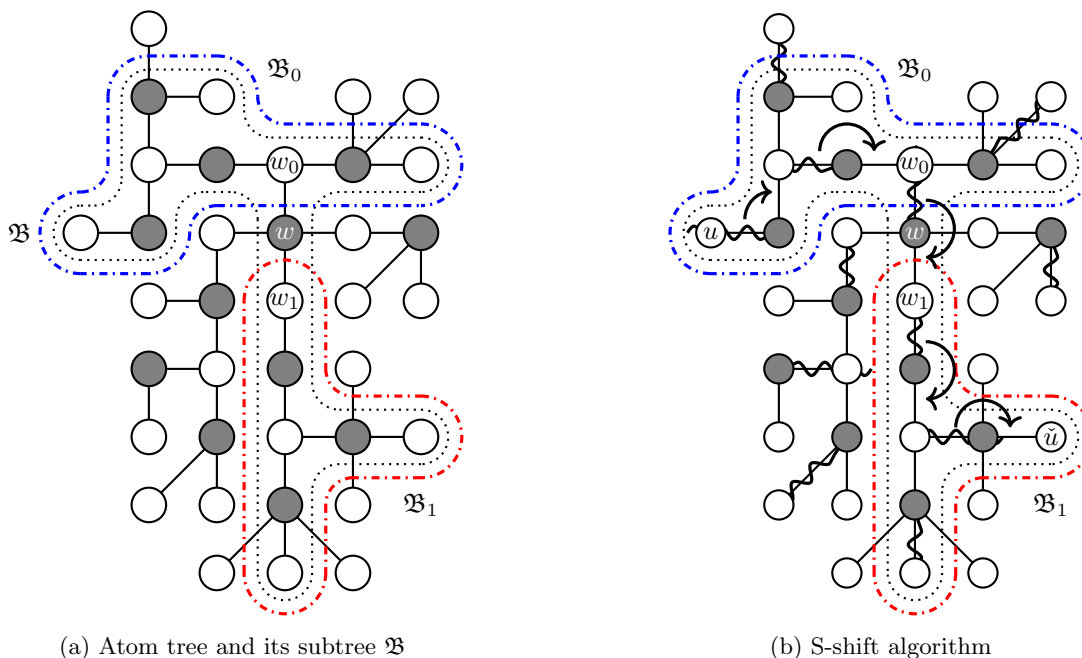 𝔅₀
w₀
𝔅
w
w₁
𝔅₁
(a) Atom tree and its subtree 𝔅
𝔅₀
w₀
u
w
w₁
ǔ
𝔅₁
(b) S-shift algorithm